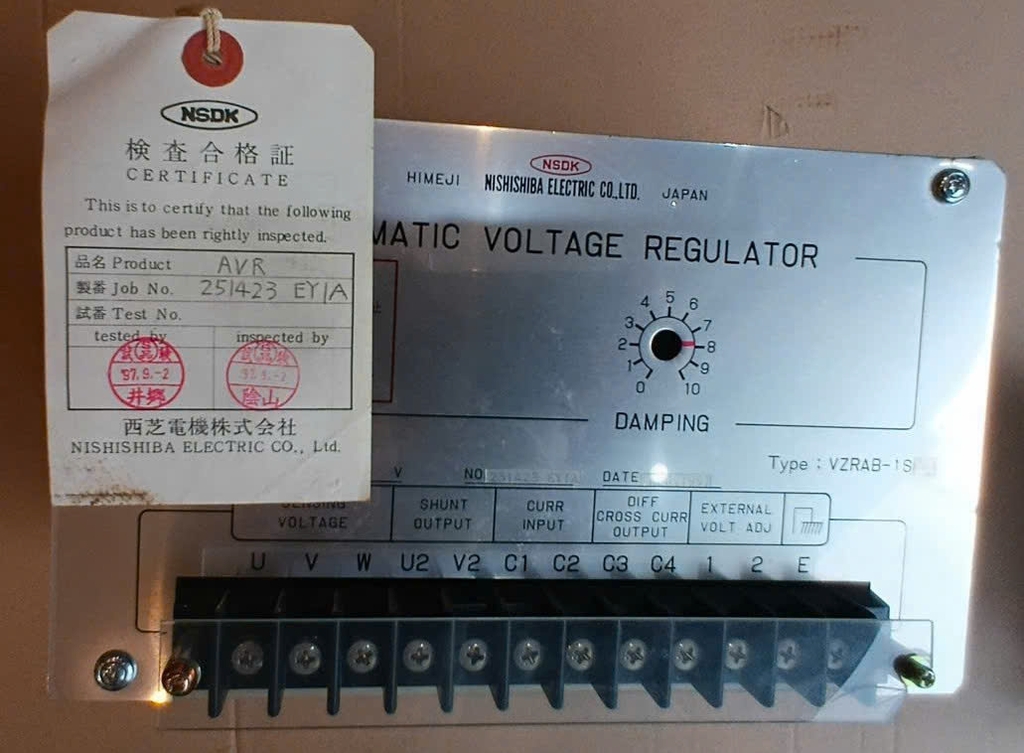 NSDK
検査合格証
CERTIFICATE
This is to certify that the following
product has been rightly inspected.
品名 Product AVR
製番 Job No. 251423 EY1A
試番 Test No.
tested by inspected by
'97.9.-2 '97.9.-2
井郷 陰山
西芝電機株式会社
NISHISHIBA ELECTRIC CO., Ltd.
NSDK
HIMEJI NISHISHIBA ELECTRIC CO.,LTD. JAPAN
MATIC VOLTAGE REGULATOR
0 1 2 3 4 5 6 7 8 9 10
DAMPING
Type : VZRAB-1S
V NO 251423 EY1A DATE
SENSING VOLTAGE
SHUNT OUTPUT
CURR INPUT
DIFF CROSS CURR OUTPUT
EXTERNAL VOLT ADJ
U V W U2 V2 C1 C2 C3 C4 1 2 E